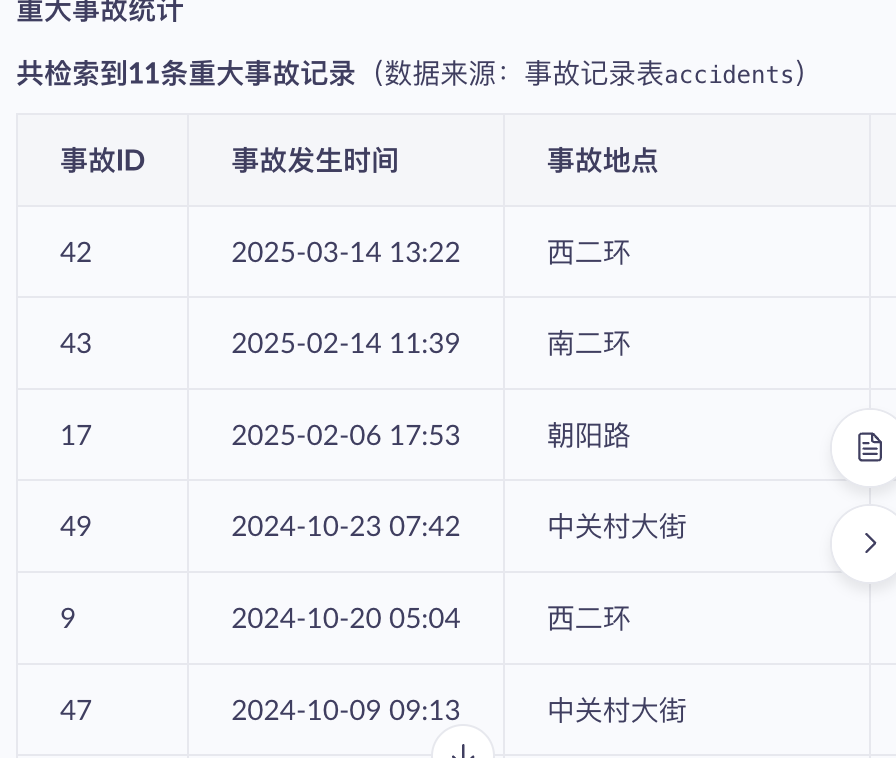 重大事故统计
共检索到11条重大事故记录（数据来源：事故记录表accidents）
事故ID 事故发生时间 事故地点
42 2025-03-14 13:22 西二环
43 2025-02-14 11:39 南二环
17 2025-02-06 17:53 朝阳路
49 2024-10-23 07:42 中关村大街
9 2024-10-20 05:04 西二环
47 2024-10-09 09:13 中关村大街